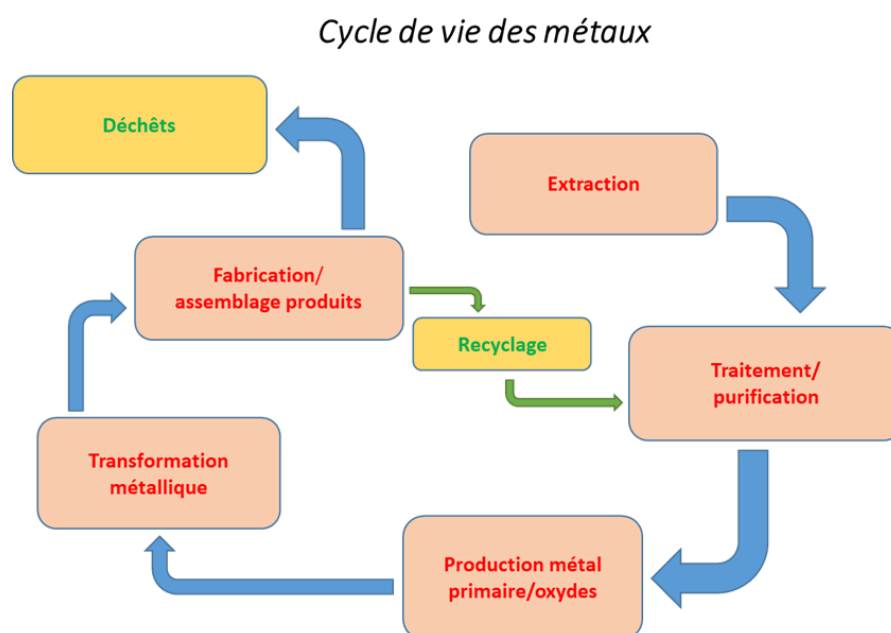 Cycle de vie des métaux
Déchêts
Extraction
Fabrication/
assemblage produits
Recyclage
Traitement/
purification
Transformation
métallique
Production métal
primaire/oxydes